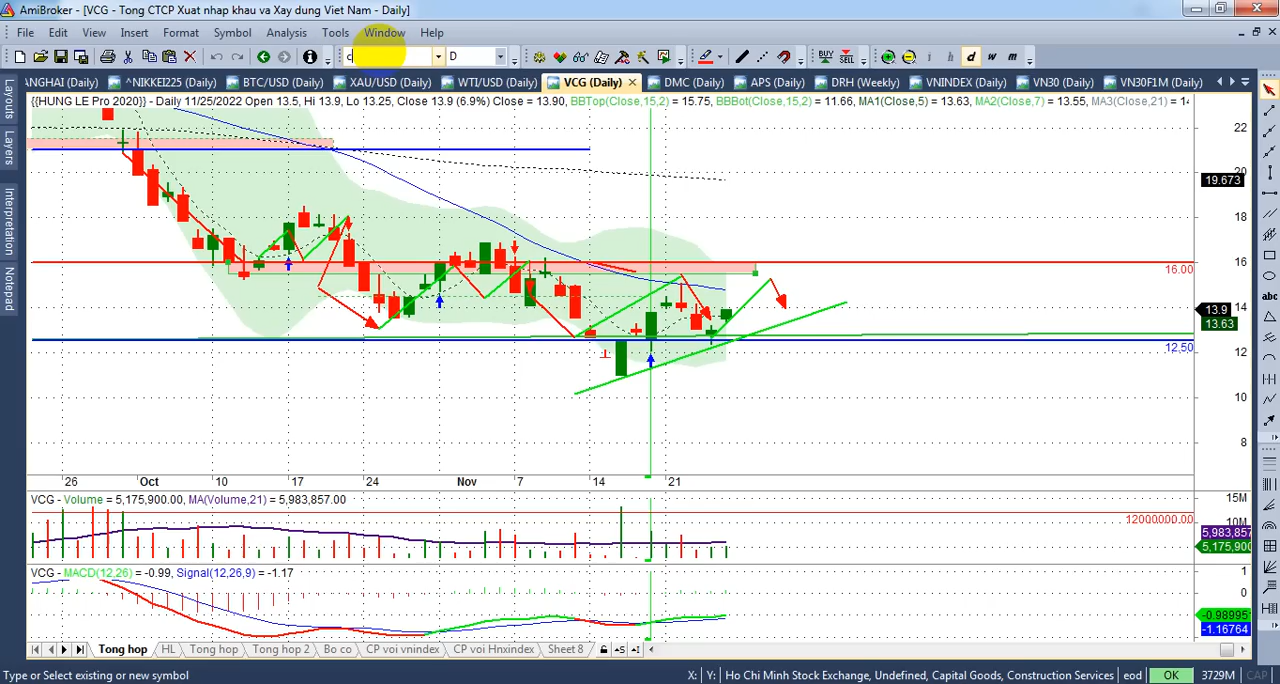 AmiBroker - [VCG - Tong CTCP Xuat nhap khau va Xay dung Viet Nam - Daily]
File Edit View Insert Format Symbol Analysis Tools Window Help
c D BUY SELL i h d w m
ANGHAI (Daily) ^NIKKEI225 (Daily) BTC/USD (Daily) XAU/USD (Daily) WTI/USD (Daily) VCG (Daily) DMC (Daily) APS (Daily) DRH (Weekly) VNINDEX (Daily) VN30 (Daily) VN30F1M (Daily)
Layouts
Layers
Interpretation
Notepad
{{HUNG LE Pro 2020}} - Daily 11/25/2022 Open 13.5, Hi 13.9, Lo 13.25, Close 13.9 (6.9%) Close = 13.90, BBTop(Close,15,2) = 15.75, BBBot(Close,15,2) = 11.66, MA1(Close,5) = 13.63, MA2(Close,7) = 13.55, MA3(Close,21) = 14
22
20
19.673
18
16
16.00
14
13.9
13.63
12.50
12
10
8
26 Oct 10 17 24 Nov 7 14 21
VCG - Volume = 5,175,900.00, MA(Volume,21) = 5,983,857.00
15M
12000000.00
10M
5,983,857
5,175,900
VCG - MACD(12,26) = -0.99, Signal(12,26,9) = -1.17
1
0
-0.98995
-1.16764
abc
Tong hop HL Tong hop Tong hop 2 Bo co CP voi vnindex CP voi Hnxindex Sheet 8
Type or Select existing or new symbol X: Y: Ho Chi Minh Stock Exchange, Undefined, Capital Goods, Construction Services eod OK 3729M CAP